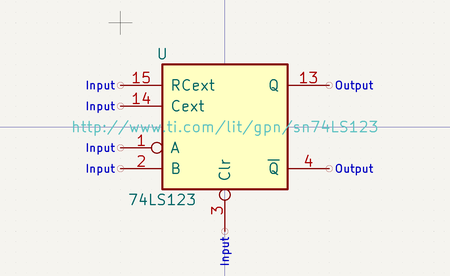 U
Input 15 RCext Q 13 Output
Input 14 Cext
http://www.ti.com/lit/gpn/sn74LS123
Input 1 A
Input 2 B Clr Q 4 Output
74LS123
3
Input